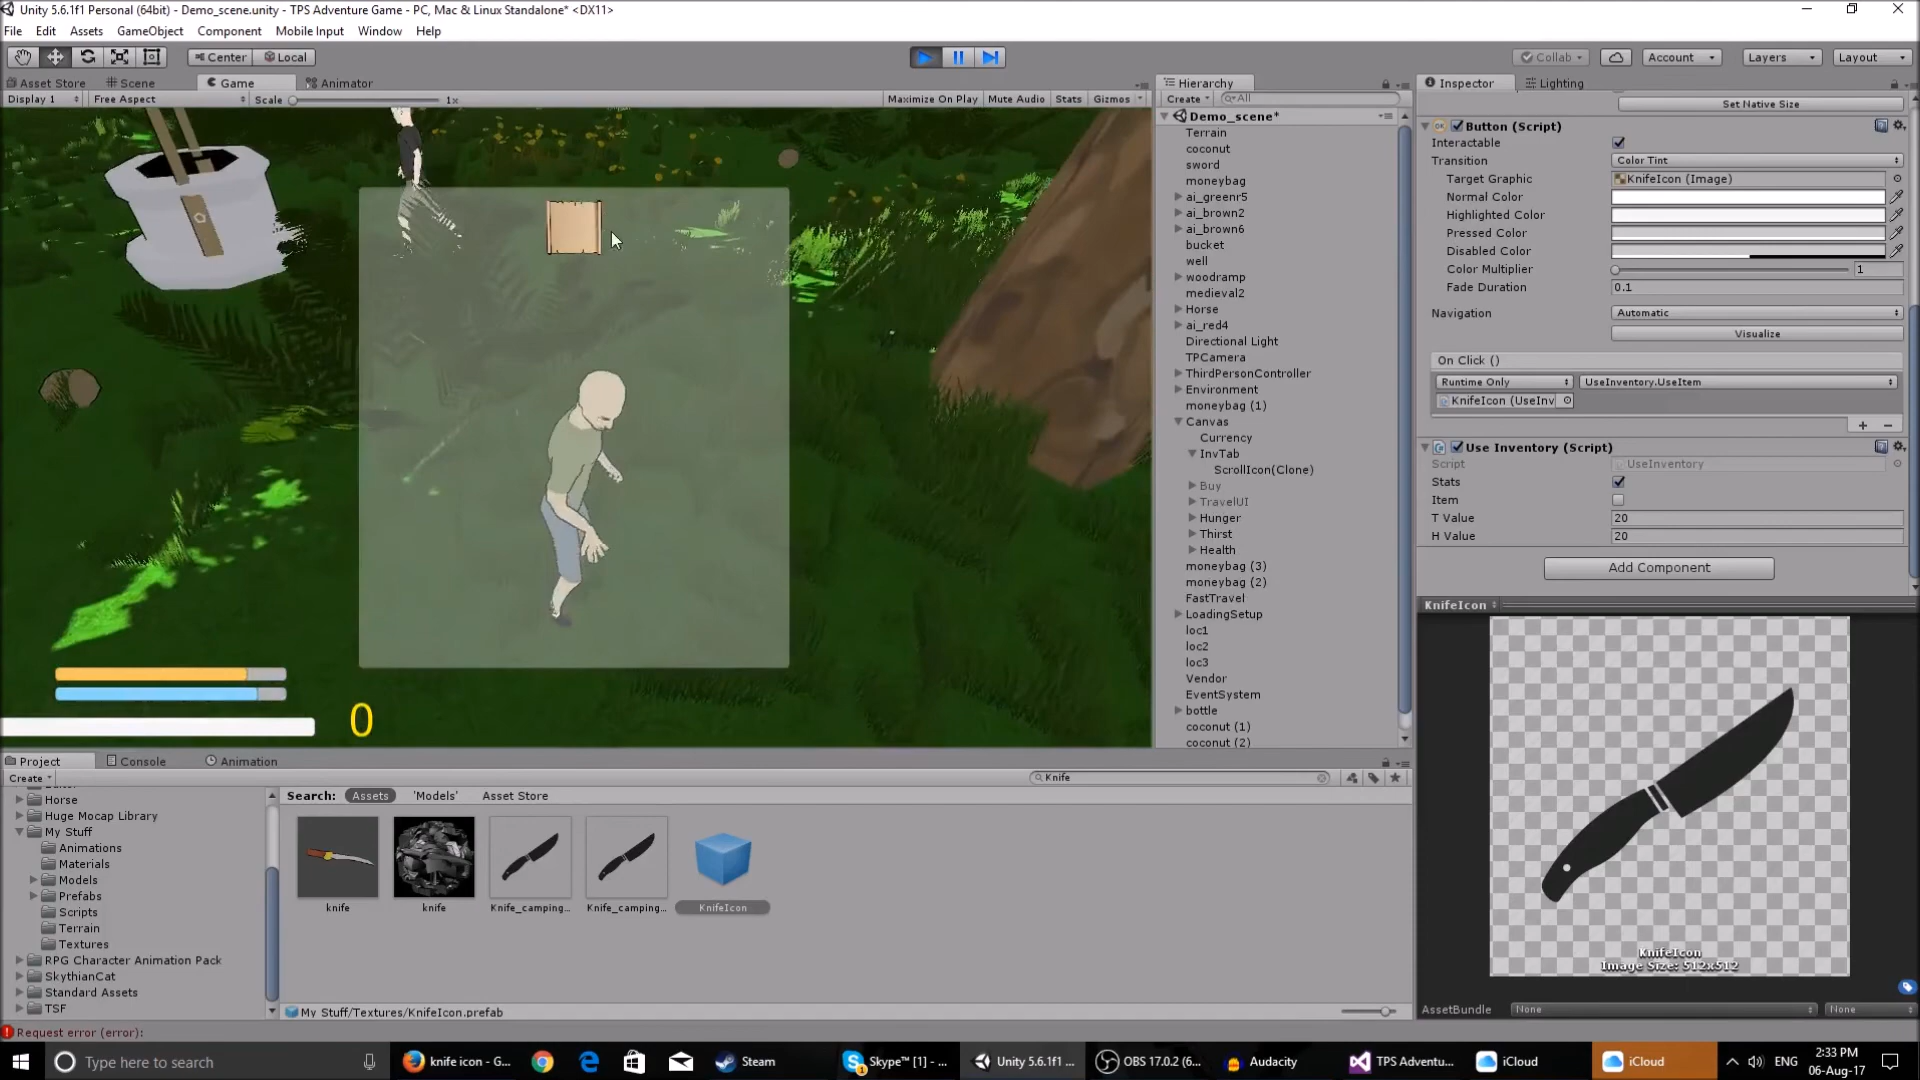 Unity 5.6.1f1 Personal (64bit) - Demo_scene.unity - TPS Adventure Game - PC, Mac & Linux Standalone* <DX11>
File Edit Assets GameObject Component Mobile Input Window Help
Center Local
Collab Account Layers Layout
Asset Store Scene Game Animator
Display 1 Free Aspect Scale 1x Maximize On Play Mute Audio Stats Gizmos
0
Hierarchy
Create All
Demo_scene*
Terrain
coconut
sword
moneybag
ai_greenr5
ai_brown2
ai_brown6
bucket
well
woodramp
medieval2
Horse
ai_red4
Directional Light
TPCamera
ThirdPersonController
Environment
moneybag (1)
Canvas
Currency
InvTab
ScrollIcon(Clone)
Buy
TravelUI
Hunger
Thirst
Health
moneybag (3)
moneybag (2)
FastTravel
LoadingSetup
loc1
loc2
loc3
Vendor
EventSystem
bottle
coconut (1)
coconut (2)
Inspector Lighting
Set Native Size
Button (Script)
Interactable
Transition Color Tint
Target Graphic KnifeIcon (Image)
Normal Color
Highlighted Color
Pressed Color
Disabled Color
Color Multiplier 1
Fade Duration 0.1
Navigation Automatic
Visualize
On Click ()
Runtime Only UseInventory.UseItem
KnifeIcon (UseInv
+ −
Use Inventory (Script)
Script UseInventory
Stats
Item
T Value 20
H Value 20
Add Component
KnifeIcon
KnifeIcon
Image Size: 512x512
AssetBundle None None
Project Console Animation
Create Knife
Horse
Huge Mocap Library
My Stuff
Animations
Materials
Models
Prefabs
Scripts
Terrain
Textures
RPG Character Animation Pack
SkythianCat
Standard Assets
TSF
Search: Assets 'Models' Asset Store
knife knife Knife_camping... Knife_camping... KnifeIcon
My Stuff/Textures/KnifeIcon.prefab
Request error (error):
Type here to search
knife icon - G... Steam Skype™ [1] - ... Unity 5.6.1f1 ... OBS 17.0.2 (6... Audacity TPS Adventu... iCloud iCloud
ENG
2:33 PM
06-Aug-17